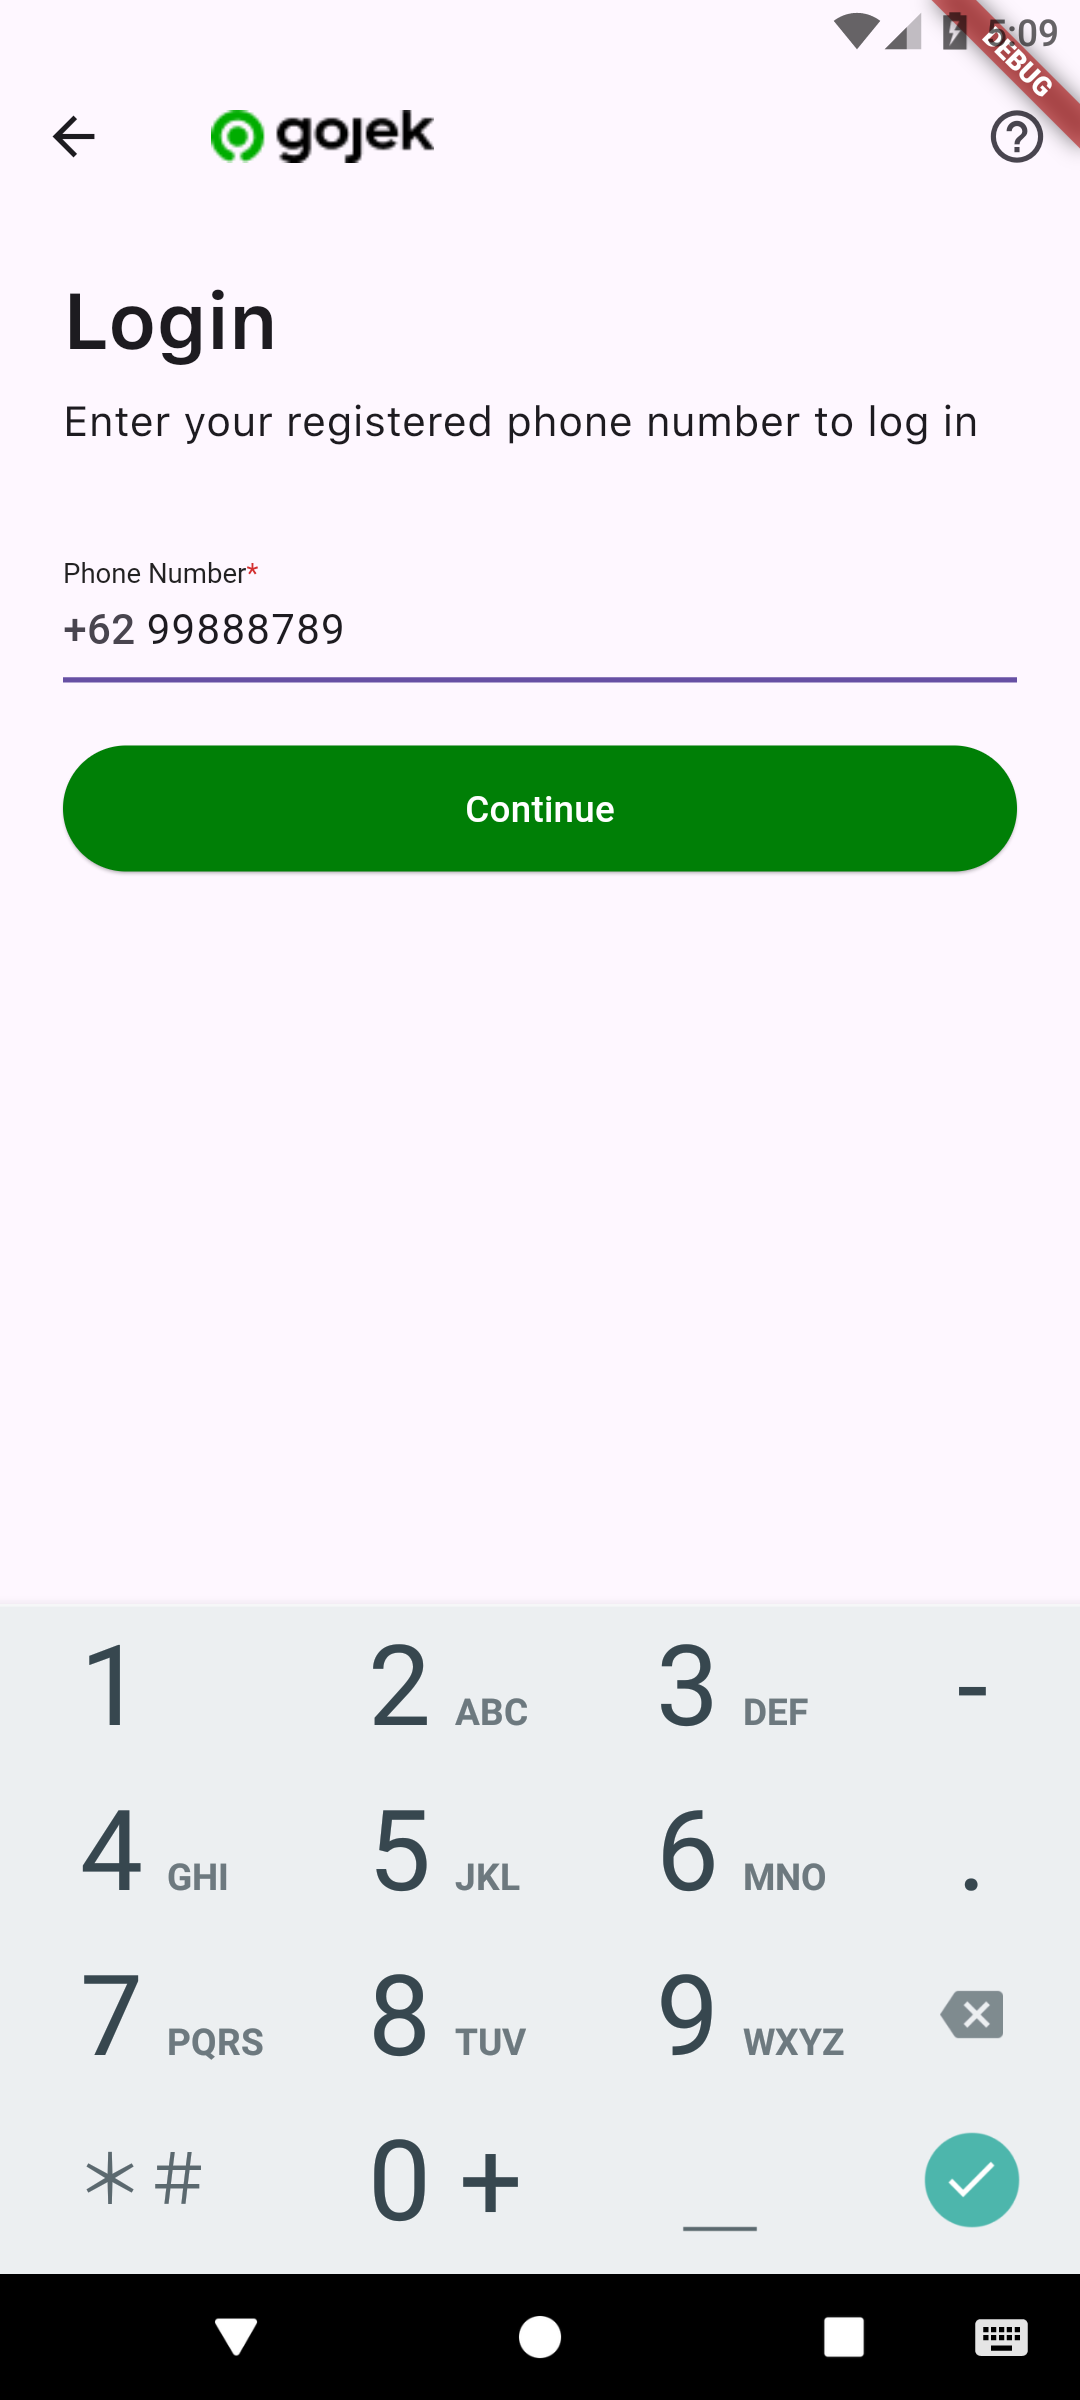 5:09
DEBUG
gojek
Login
Enter your registered phone number to log in
Phone Number*
+62 99888789
Continue
1
2 ABC
3 DEF
-
4 GHI
5 JKL
6 MNO
.
7 PQRS
8 TUV
9 WXYZ
* #
0 +
_